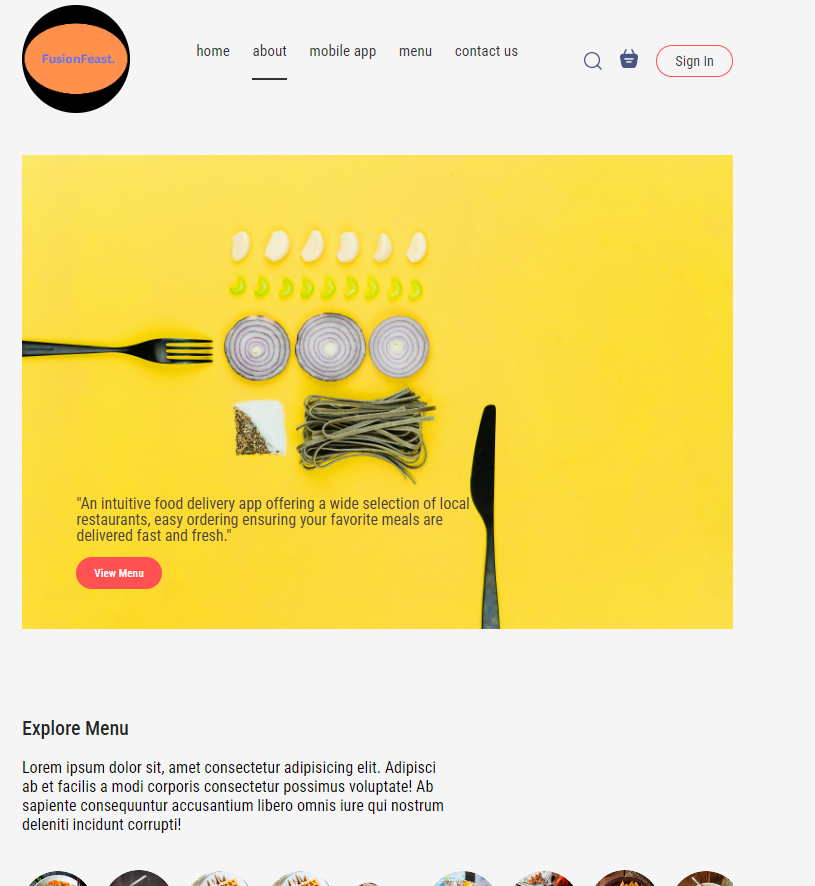 FusionFeast.
home about mobile app menu contact us
Sign In
"An intuitive food delivery app offering a wide selection of local
restaurants, easy ordering ensuring your favorite meals are
delivered fast and fresh."
View Menu
Explore Menu
Lorem ipsum dolor sit, amet consectetur adipisicing elit. Adipisci
ab et facilis a modi corporis consectetur possimus voluptate! Ab
sapiente consequuntur accusantium libero omnis iure qui nostrum
deleniti incidunt corrupti!